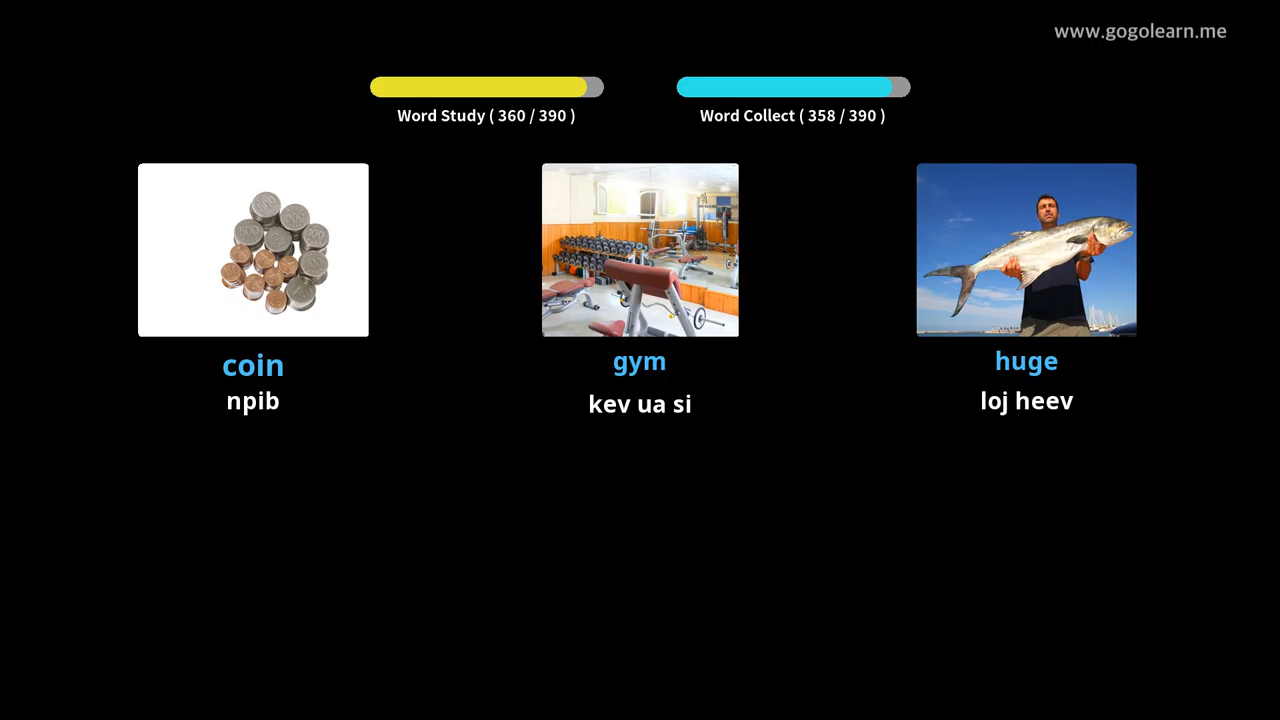 www.gogolearn.me
Word Study ( 360 / 390 )
Word Collect ( 358 / 390 )
coin
npib
gym
kev ua si
huge
loj heev